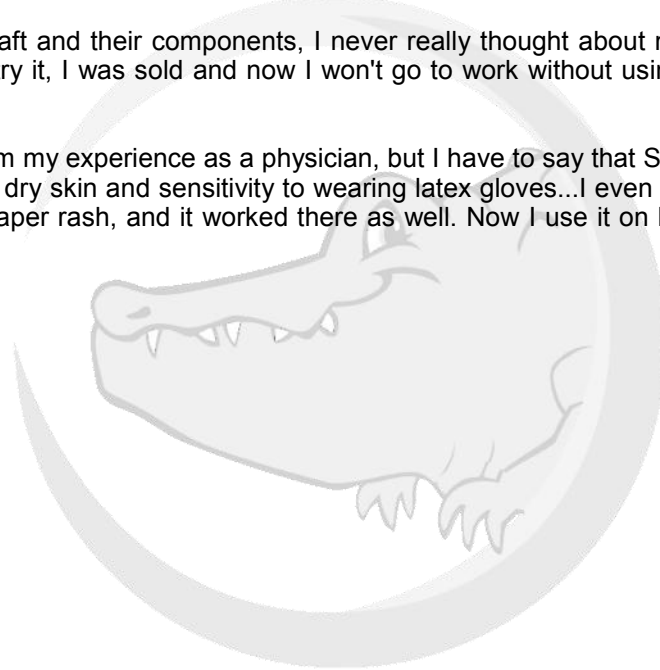 aft and their components, I never really thought about
try it, I was sold and now I won't go to work without
m my experience as a physician, but I have to say that
dry skin and sensitivity to wearing latex gloves...I even
aper rash, and it worked there as well. Now I use it on